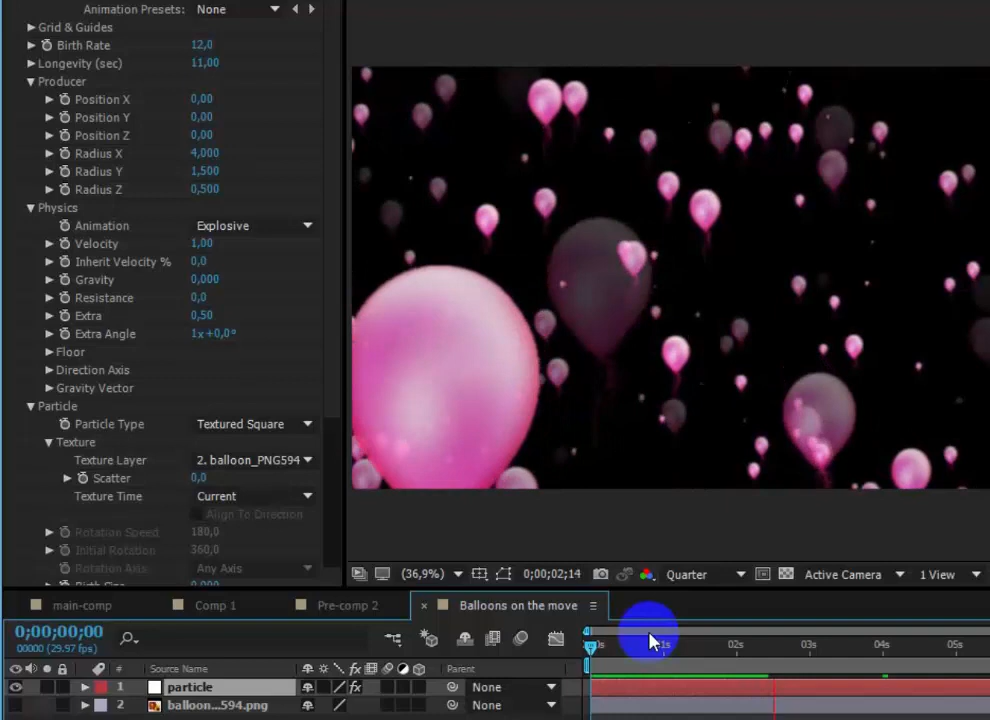 Animation Presets: None
Grid & Guides
Birth Rate 12,0
Longevity (sec) 11,00
Producer
Position X 0,00
Position Y 0,00
Position Z 0,00
Radius X 4,000
Radius Y 1,500
Radius Z 0,500
Physics
Animation Explosive
Velocity 1,00
Inherit Velocity % 0,0
Gravity 0,000
Resistance 0,0
Extra 0,50
Extra Angle 1x+0,0°
Floor
Direction Axis
Gravity Vector
Particle
Particle Type Textured Square
Texture
Texture Layer 2. balloon_PNG594
Scatter 0,0
Texture Time Current
Align To Direction
Rotation Speed 180,0
Initial Rotation 360,0
Rotation Axis Any Axis
Birth Size 0,000
(36,9%) 0;00;02;14 Quarter Active Camera 1 View
main-comp Comp 1 Pre-comp 2 × Balloons on the move
0;00;00;00
00000 (29.97 fps)
02s 04s 05s
# Source Name Parent
1 particle fx None
2 balloon...594.png None